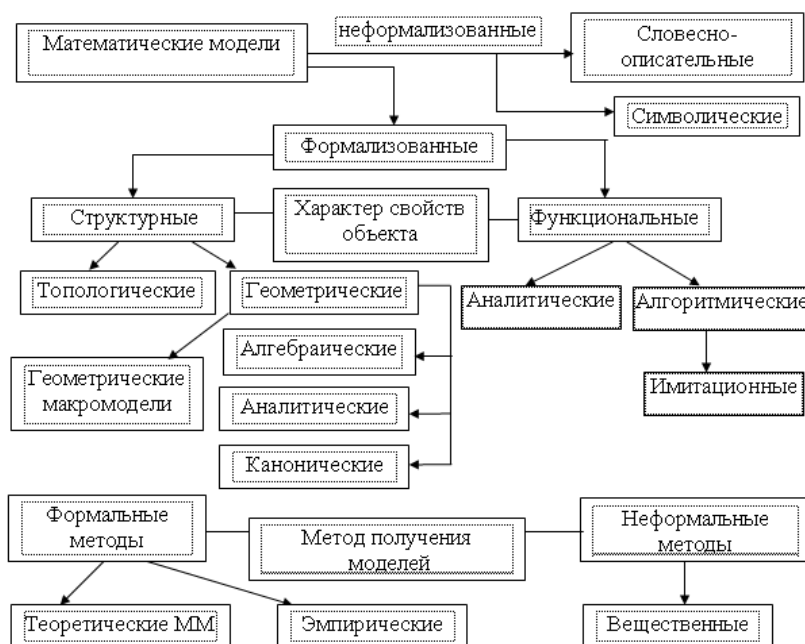 Математические модели
неформализованные
Словесно-
описательные
Символические
Формализованные
Структурные
Характер свойств
объекта
Функциональные
Топологические
Геометрические
Аналитические
Алгоритмические
Алгебраические
Геометрические
макромодели
Имитационные
Аналитические
Канонические
Формальные
методы
Метод получения
моделей
Неформальные
методы
Теоретические ММ
Эмпирические
Вещественные